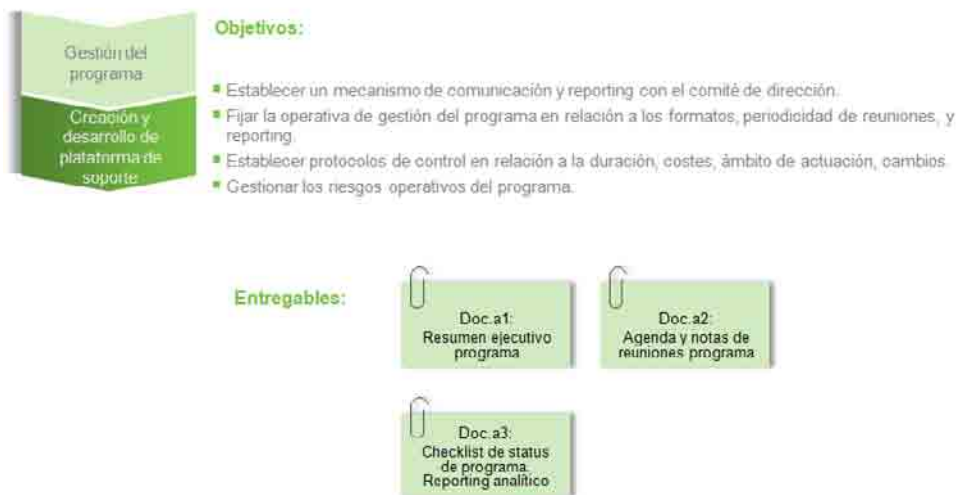 Gestión del
programa
Creación y
desarrollo de
plataforma de
soporte
Objetivos:
Establecer un mecanismo de comunicación y reporting con el comité de dirección.
Fijar la operativa de gestión del programa en relación a los formatos, periodicidad de reuniones, y
reporting.
Establecer protocolos de control en relación a la duración, costes, ámbito de actuación, cambios
Gestionar los riesgos operativos del programa.
Entregables:
Doc.a1:
Resumen ejecutivo
programa
Doc.a2:
Agenda y notas de
reuniones programa
Doc.a3:
Checklist de status
de programa.
Reporting analítico